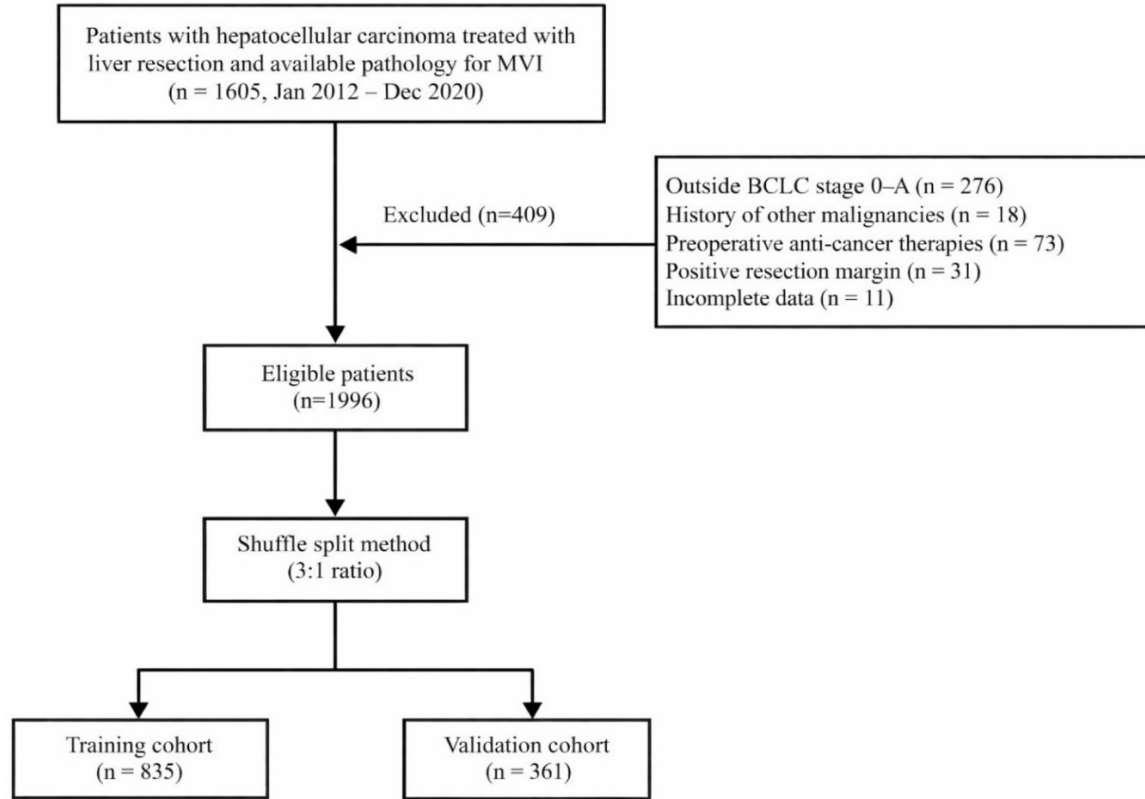 Patients with hepatocellular carcinoma treated with
liver resection and available pathology for MVI
(n = 1605, Jan 2012 – Dec 2020)
Outside BCLC stage 0–A (n = 276)
History of other malignancies (n = 18)
Preoperative anti-cancer therapies (n = 73)
Positive resection margin (n = 31)
Incomplete data (n = 11)
Excluded (n=409)
Eligible patients
(n=1996)
Shuffle split method
(3:1 ratio)
Training cohort
(n = 835)
Validation cohort
(n = 361)